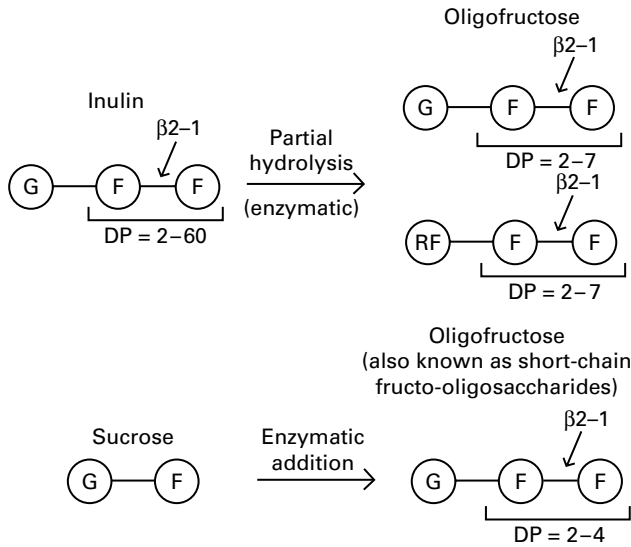 Oligofructose
β2–1
G F F
DP = 2–7
Inulin
β2–1
G F F
DP = 2–60
Partial
hydrolysis
(enzymatic)
β2–1
RF F F
DP = 2–7
Oligofructose
(also known as short-chain
fructo-oligosaccharides)
Sucrose
G F
Enzymatic
addition
β2–1
G F F
DP = 2–4